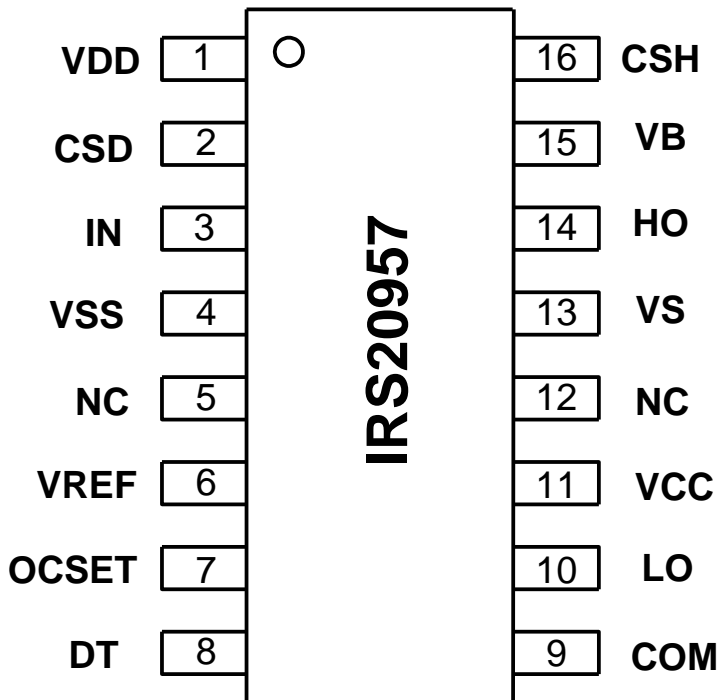 VDD 1 16 CSH
CSD 2 15 VB
IN 3 14 HO
VSS 4 13 VS
NC 5 12 NC
VREF 6 11 VCC
OCSET 7 10 LO
DT 8 9 COM
IRS20957